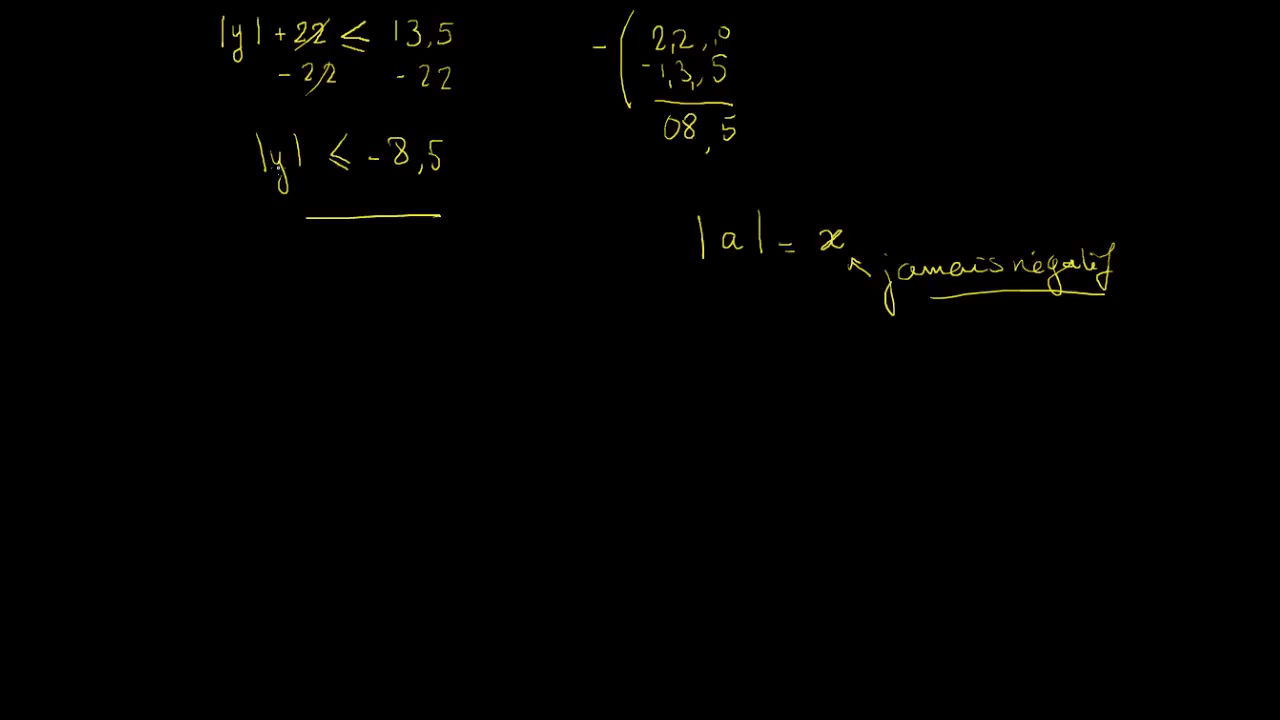 |y| + 22 ≤ 13,5
- 22 - 22
|y| ≤ - 8,5
- ( 22,0
- 13,5
08,5
|a| = x
jamais négatif